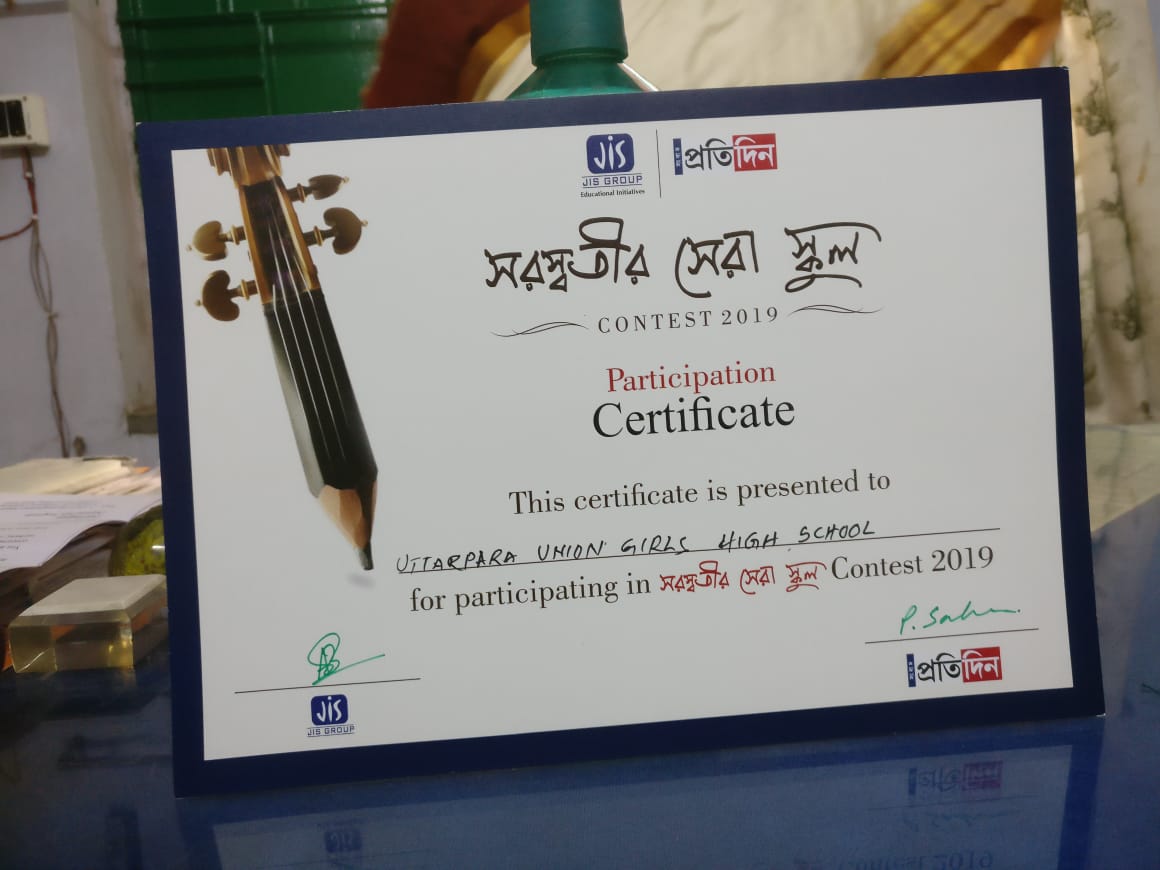 JIS
JIS GROUP
Educational Initiatives
প্রতিদিন
সরস্বতীর সেরা স্কুল
CONTEST 2019
Participation
Certificate
This certificate is presented to
UTTARPARA UNION GIRLS HIGH SCHOOL
for participating in সরস্বতীর সেরা স্কুল Contest 2019
P. Saha
JIS
JIS GROUP
প্রতিদিন